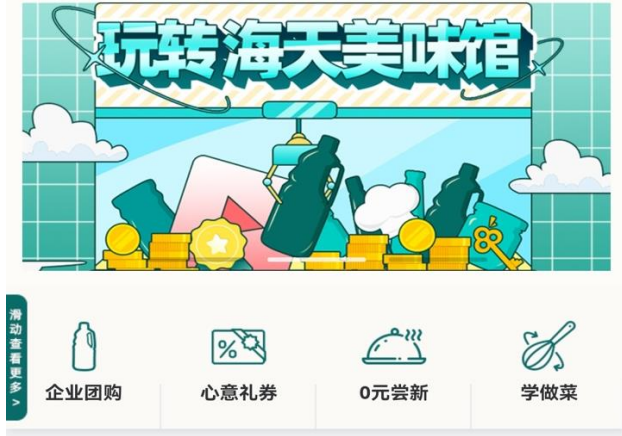 玩转海天美味馆
滑动查看更多 >
企业团购
心意礼券
0元尝新
学做菜
%